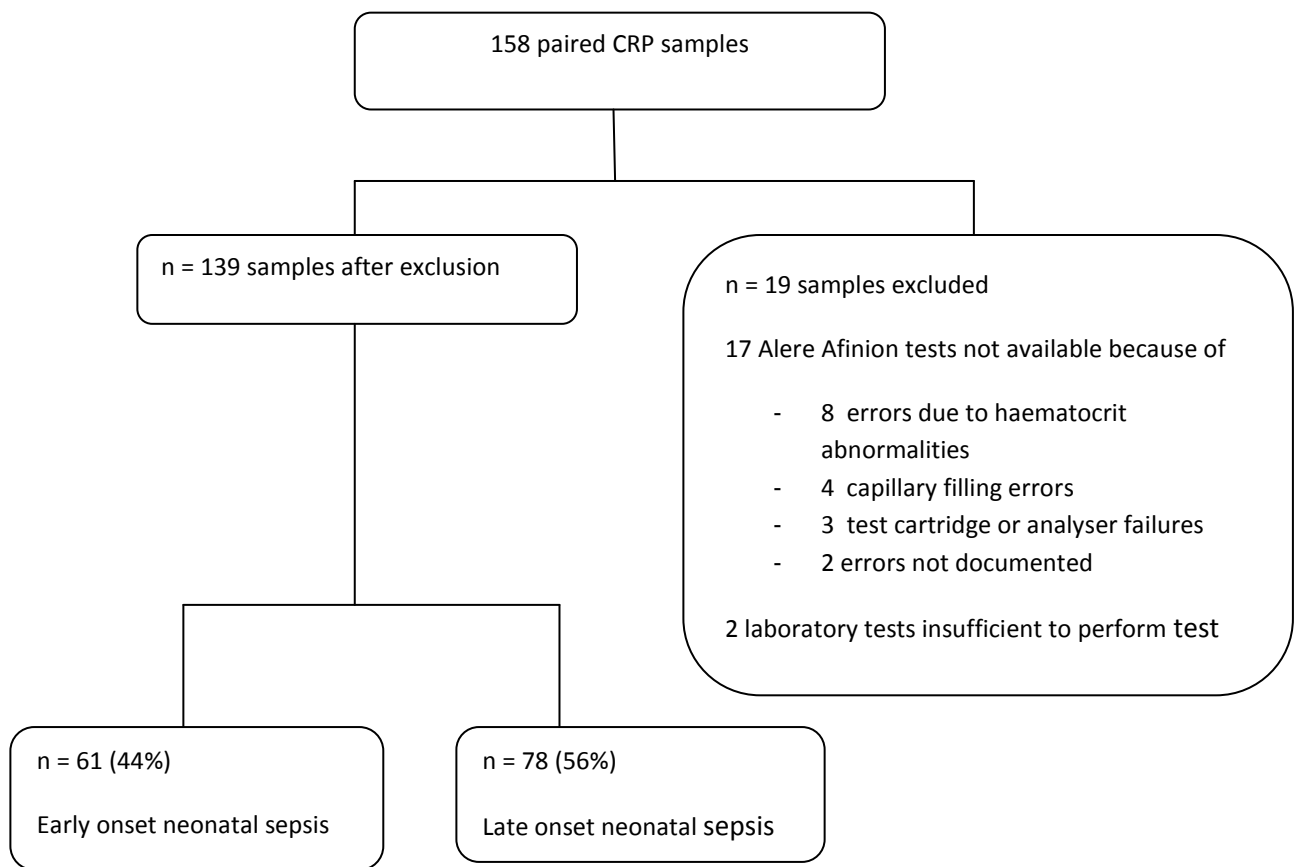 158 paired CRP samples
n = 139 samples after exclusion
n = 19 samples excluded
17 Alere Afinion tests not available because of
- 8 errors due to haematocrit
abnormalities
- 4 capillary filling errors
- 3 test cartridge or analyser failures
- 2 errors not documented
2 laboratory tests insufficient to perform test
n = 61 (44%)
Early onset neonatal sepsis
n = 78 (56%)
Late onset neonatal sepsis